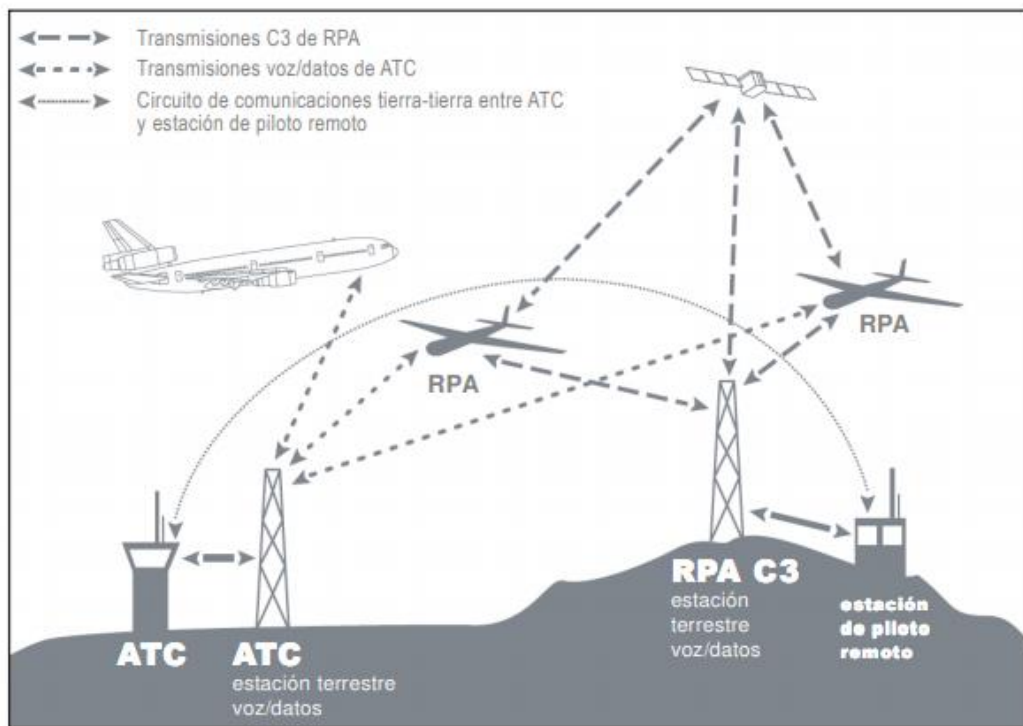 Transmisiones C3 de RPA
Transmisiones voz/datos de ATC
Circuito de comunicaciones tierra-tierra entre ATC
y estación de piloto remoto
RPA
RPA
ATC
ATC
estación terrestre
voz/datos
RPA C3
estación
terrestre
voz/datos
estación
de piloto
remoto